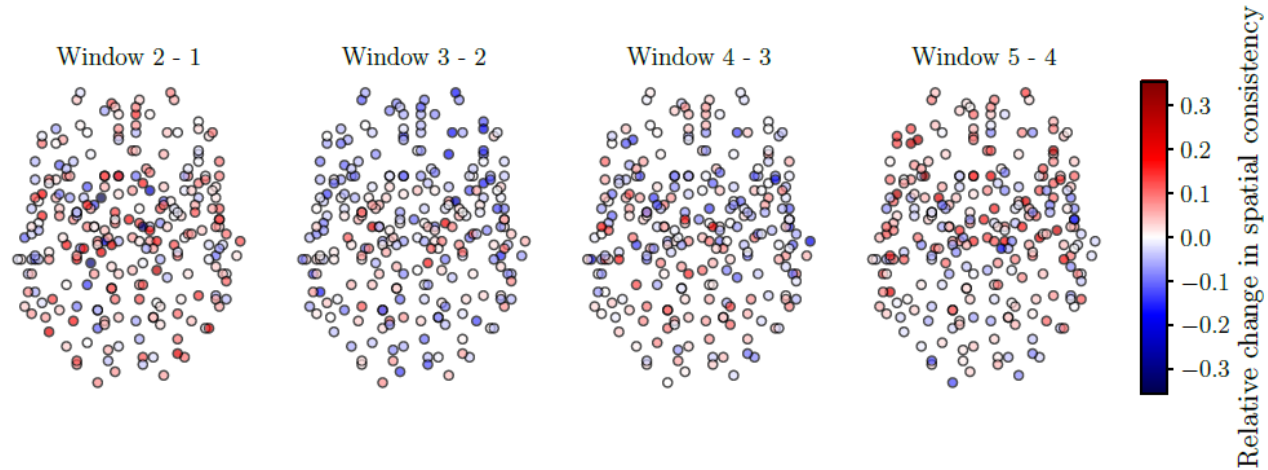 Window 2 - 1
Window 3 - 2
Window 4 - 3
Window 5 - 4
0.3
0.2
0.1
0.0
−0.1
−0.2
−0.3
Relative change in spatial consistency